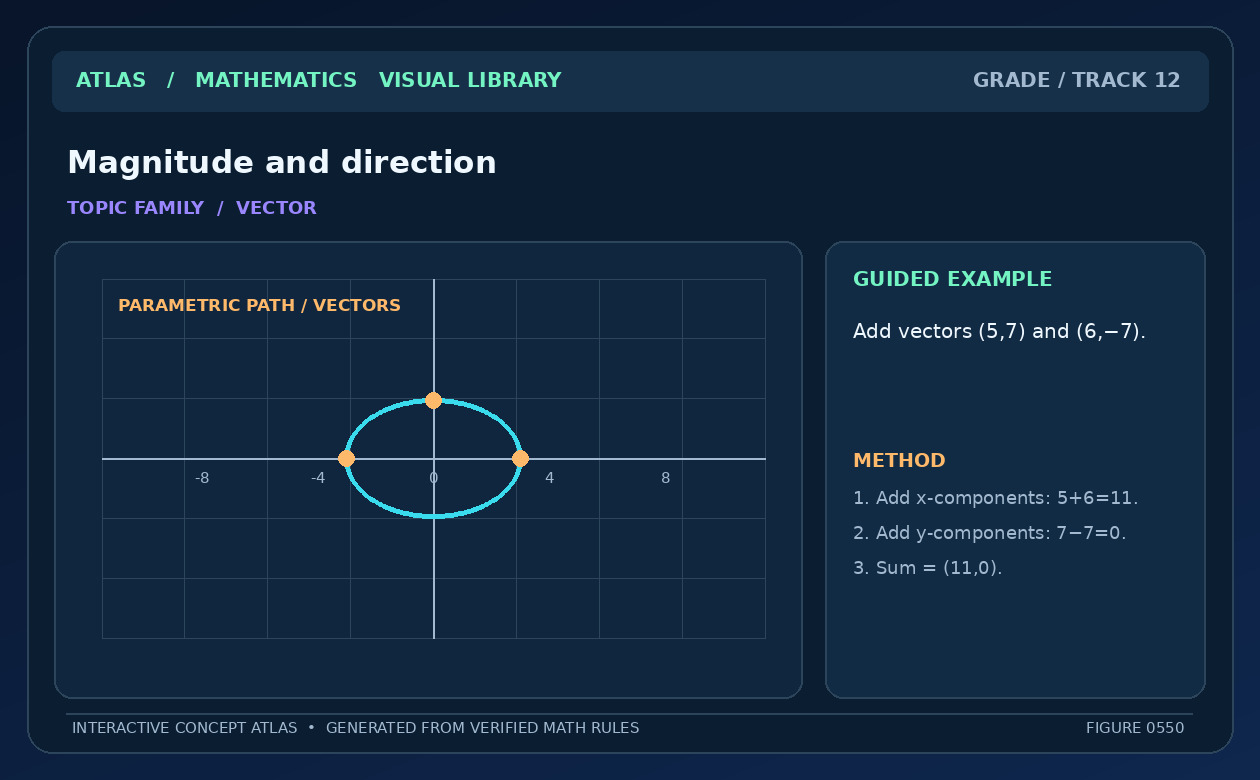 ATLAS / MATHEMATICS VISUAL LIBRARY
GRADE / TRACK 12
Magnitude and direction
TOPIC FAMILY / VECTOR
PARAMETRIC PATH / VECTORS
-8 -4 0 4 8
GUIDED EXAMPLE
Add vectors (5,7) and (6,−7).
METHOD
1. Add x-components: 5+6=11.
2. Add y-components: 7−7=0.
3. Sum = (11,0).
INTERACTIVE CONCEPT ATLAS • GENERATED FROM VERIFIED MATH RULES
FIGURE 0550